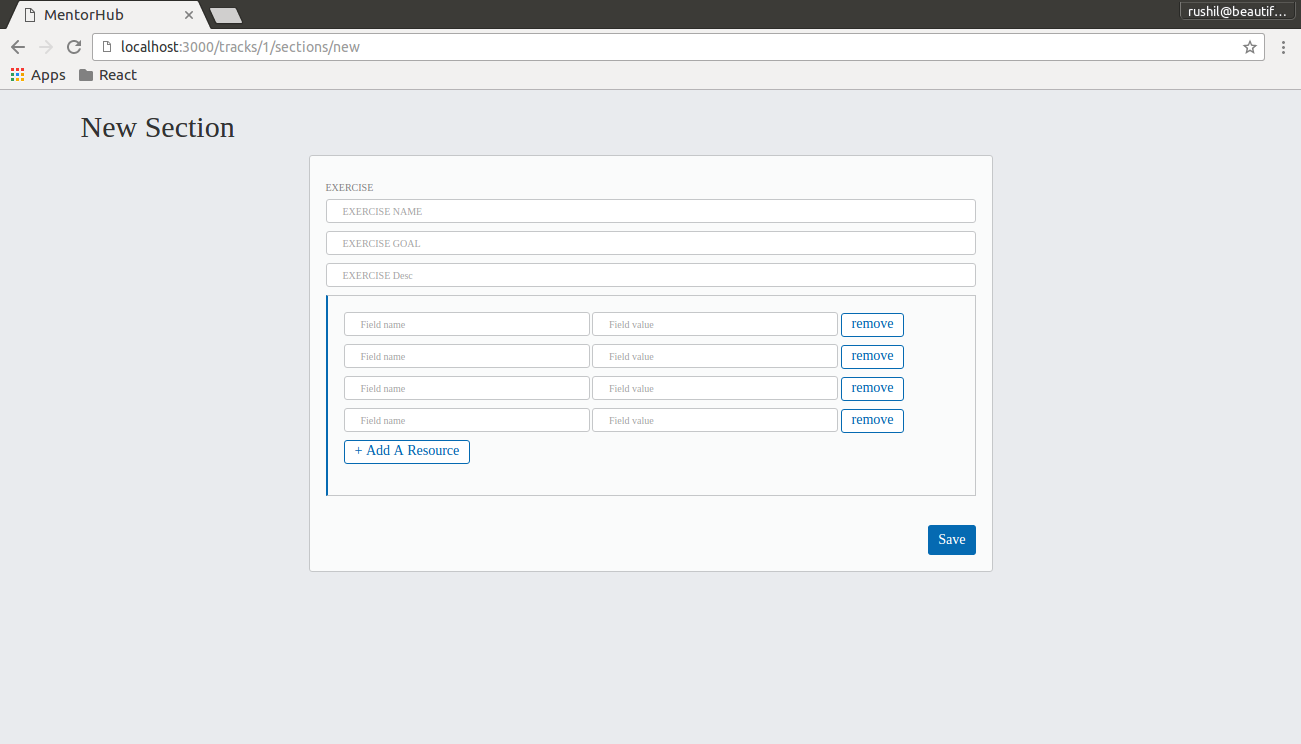 MentorHub
rushil@beautif...
localhost:3000/tracks/1/sections/new
Apps React
New Section
EXERCISE
EXERCISE NAME
EXERCISE GOAL
EXERCISE Desc
Field name Field value remove
Field name Field value remove
Field name Field value remove
Field name Field value remove
+ Add A Resource
Save